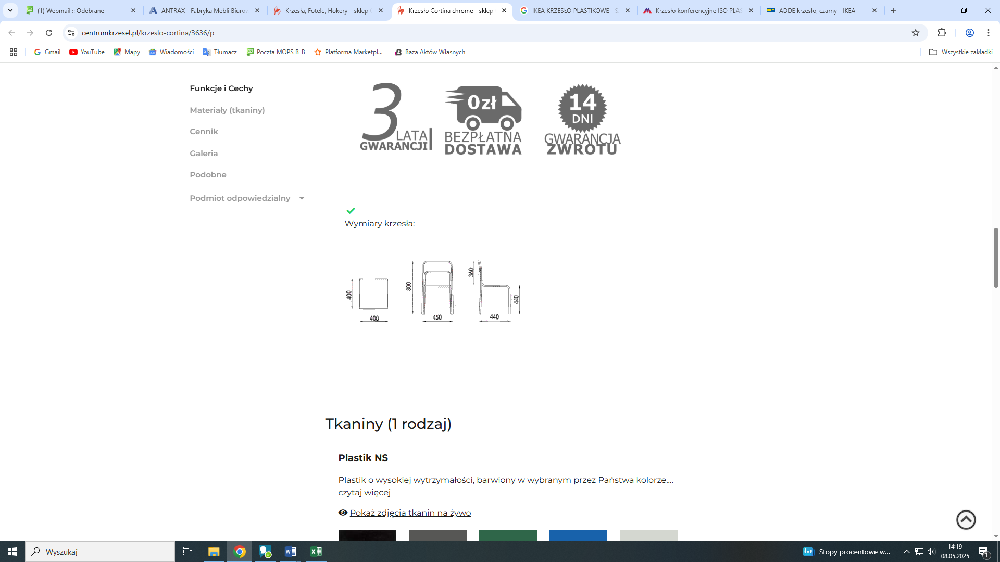 (1) Webmail :: Odebrane
ANTRAX - Fabryka Mebli Biurow
Krzesła, Fotele, Hokery – sklep
Krzesło Cortina chrome - sklep
IKEA KRZESŁO PLASTIKOWE - S
Krzesło konferencyjne ISO PLAS
ADDE krzesło, czarny - IKEA
centrumkrzesel.pl/krzeslo-cortina/3636/p
Gmail
YouTube
Mapy
Wiadomości
Tłumacz
Poczta MOPS B_B
Platforma Marketpl...
Baza Aktów Własnych
Wszystkie zakładki
Funkcje i Cechy
Materiały (tkaniny)
Cennik
Galeria
Podobne
Podmiot odpowiedzialny
3 LATA
GWARANCJI
0 zł
BEZPŁATNA
DOSTAWA
14
DNI
GWARANCJA
ZWROTU
Wymiary krzesła:
400
400
800
450
360
440
440
Tkaniny (1 rodzaj)
Plastik NS
Plastik o wysokiej wytrzymałości, barwiony w wybranym przez Państwa kolorze....
czytaj więcej
Pokaż zdjęcia tkanin na żywo
Wyszukaj
Stopy procentowe w...
14:19
08.05.2025
1